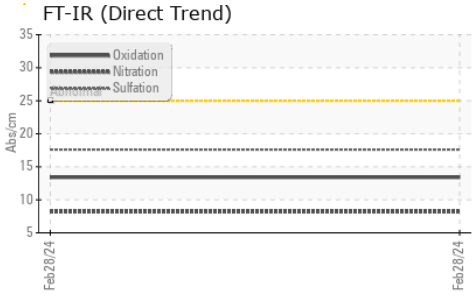 FT-IR (Direct Trend)
35
30
25
20
15
10
5
Abs/cm
Oxidation
Nitration
Sulfation
Abnormal
Feb28/24
Feb28/24